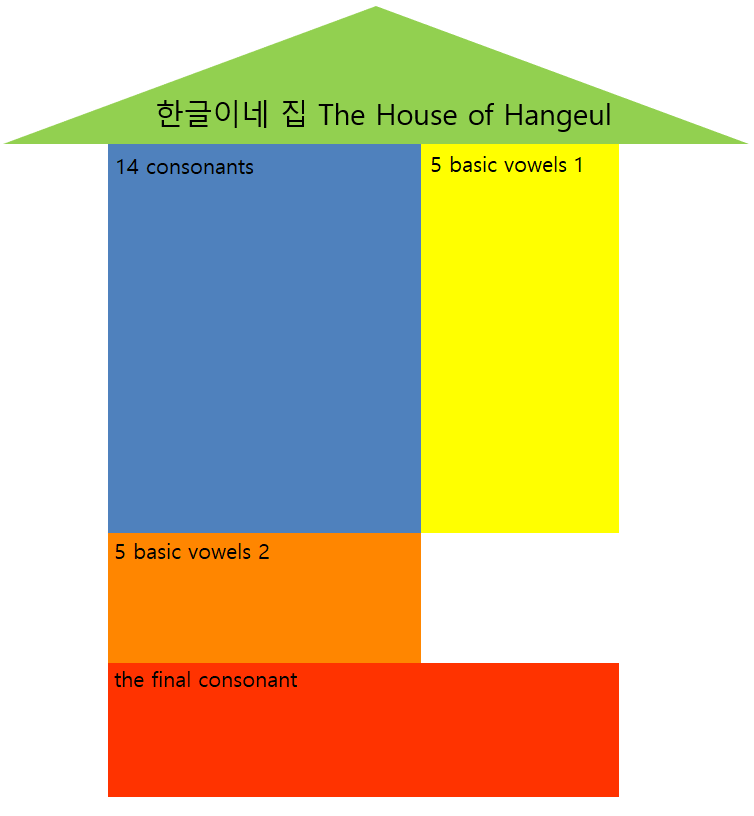 한글이네 집 The House of Hangeul
14 consonants
5 basic vowels 1
5 basic vowels 2
the final consonant